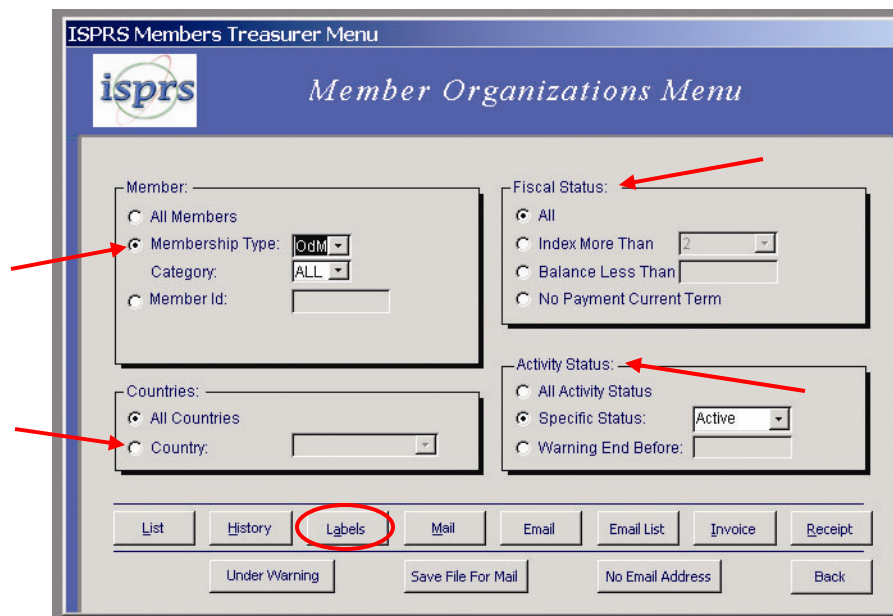 ISPRS Members Treasurer Menu
isprs
Member Organizations Menu
Member:
All Members
Membership Type: OdM
Category: ALL
Member Id:
Fiscal Status:
All
Index More Than 2
Balance Less Than
No Payment Current Term
Countries:
All Countries
Country:
Activity Status:
All Activity Status
Specific Status: Active
Warning End Before:
List History Labels Mail Email Email List Invoice Receipt
Under Warning Save File For Mail No Email Address Back